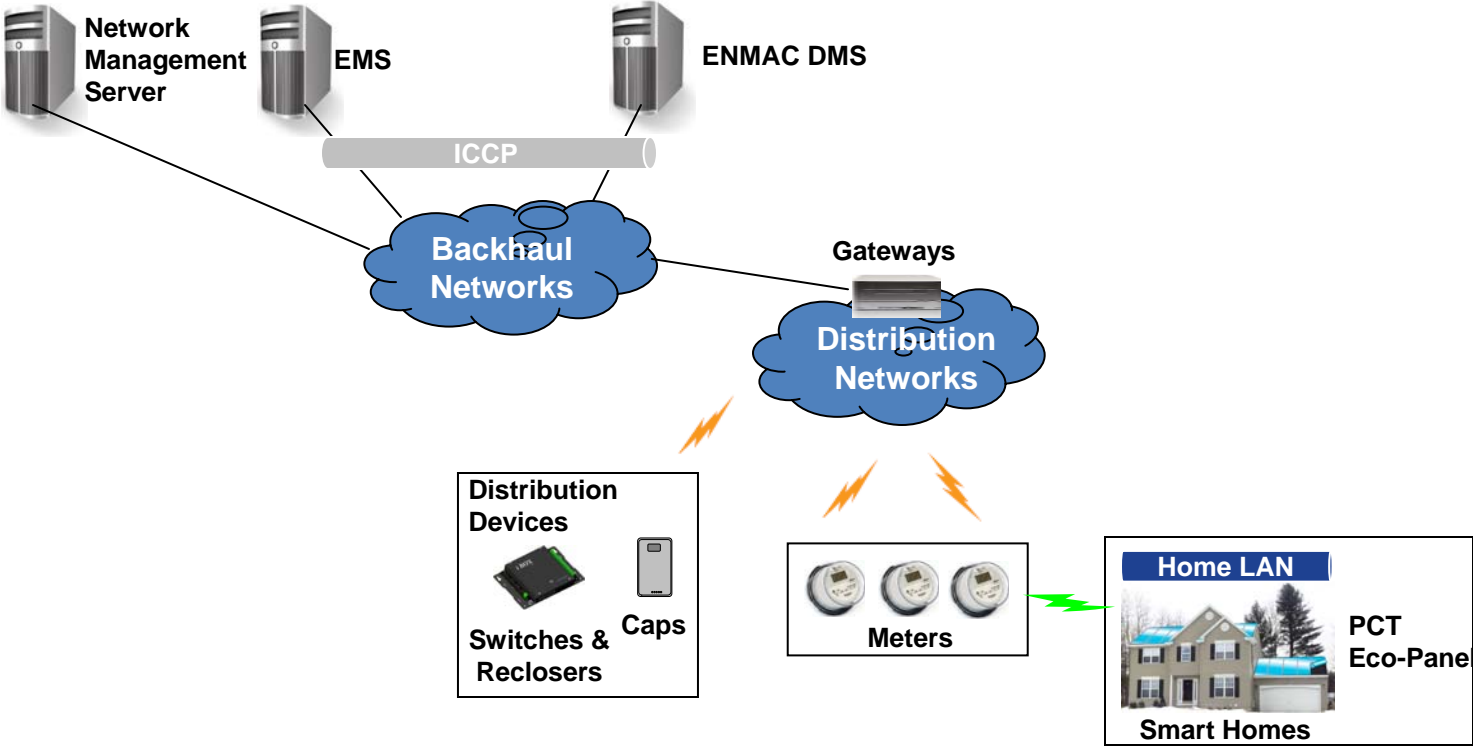 Network
Management
Server
EMS
ENMAC DMS
ICCP
Backhaul
Networks
Gateways
Distribution
Networks
Distribution
Devices
Switches &
Reclosers
Caps
Meters
Home LAN
PCT
Eco-Panel
Smart Homes